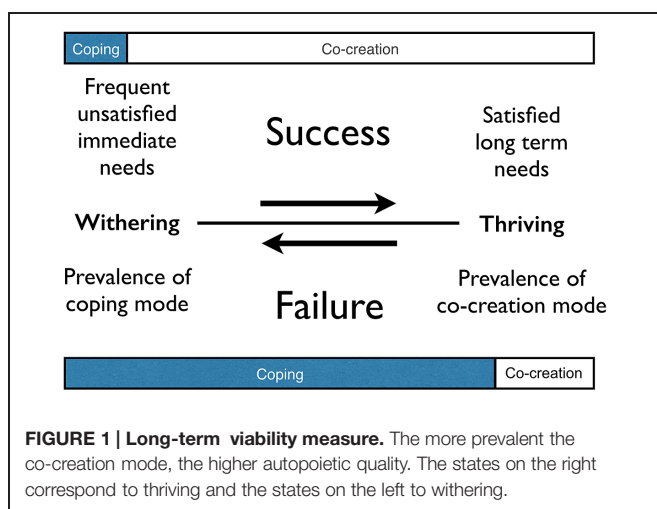 Coping
Co-creation
Frequent
unsatisfied
immediate
needs
Success
Satisfied
long term
needs
Withering
Thriving
Prevalence of
coping mode
Failure
Prevalence of
co-creation mode
Coping
Co-creation
FIGURE 1 | Long-term viability measure. The more prevalent the
co-creation mode, the higher autopoietic quality. The states on the right
correspond to thriving and the states on the left to withering.